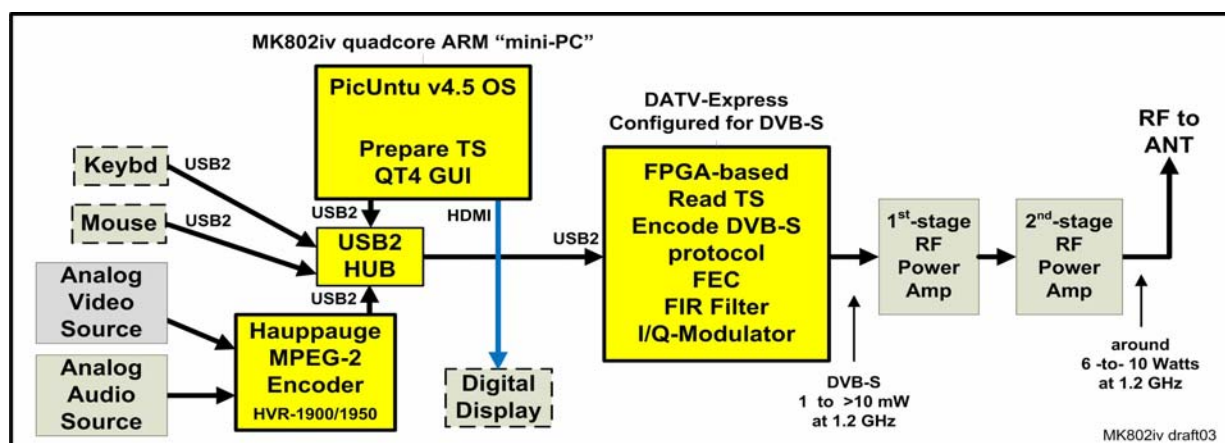 MK802iv quadcore ARM “mini-PC”
PicUntu v4.5 OS
Prepare TS
QT4 GUI
DATV-Express
Configured for DVB-S
RF to
ANT
Keybd
USB2
Mouse
USB2
USB2
HDMI
USB2
HUB
USB2
USB2
FPGA-based
Read TS
Encode DVB-S
protocol
FEC
FIR Filter
I/Q-Modulator
1st-stage
RF
Power
Amp
2nd-stage
RF
Power
Amp
Analog
Video
Source
Analog
Audio
Source
Hauppauge
MPEG-2
Encoder
HVR-1900/1950
Digital
Display
DVB-S
1 to >10 mW
at 1.2 GHz
around
6 -to- 10 Watts
at 1.2 GHz
MK802iv draft03